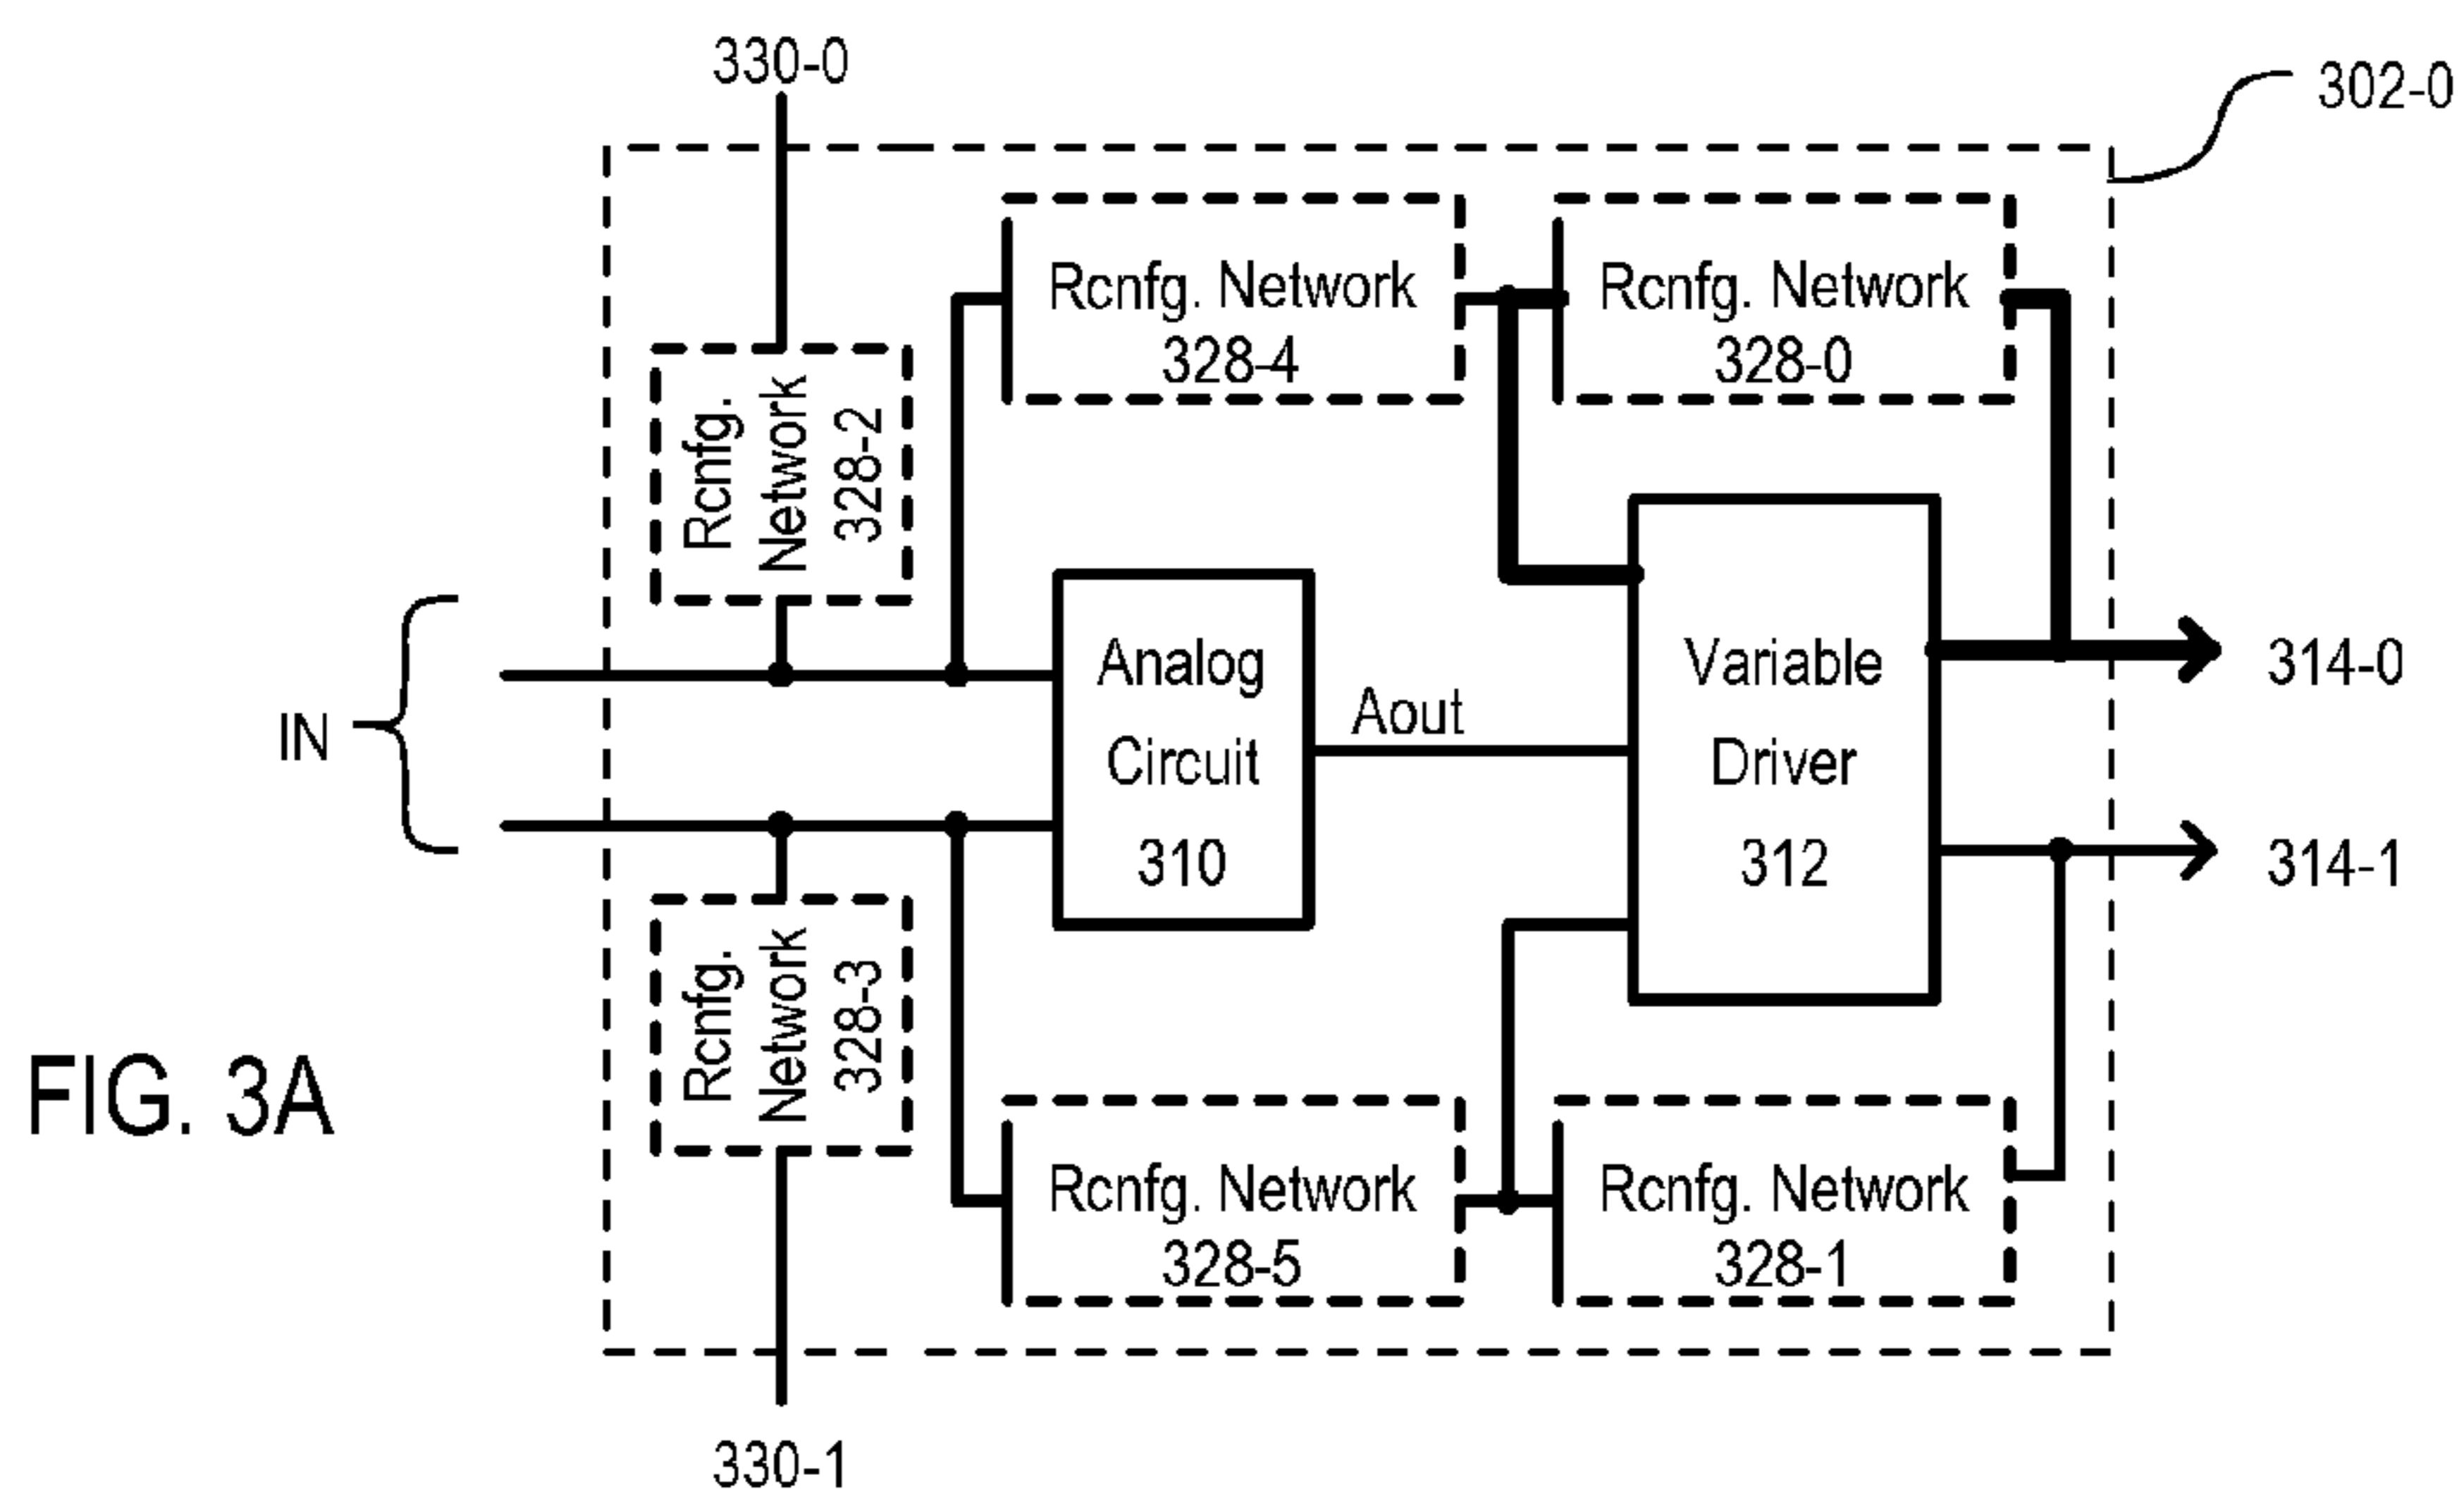 330-0
302-0
Rcnfg. Network
328-4
Rcnfg. Network
328-0
Rcnfg.
Network
328-2
IN
Analog
Circuit
310
Aout
Variable
Driver
312
314-0
314-1
Rcnfg.
Network
328-3
FIG. 3A
Rcnfg. Network
328-5
Rcnfg. Network
328-1
330-1